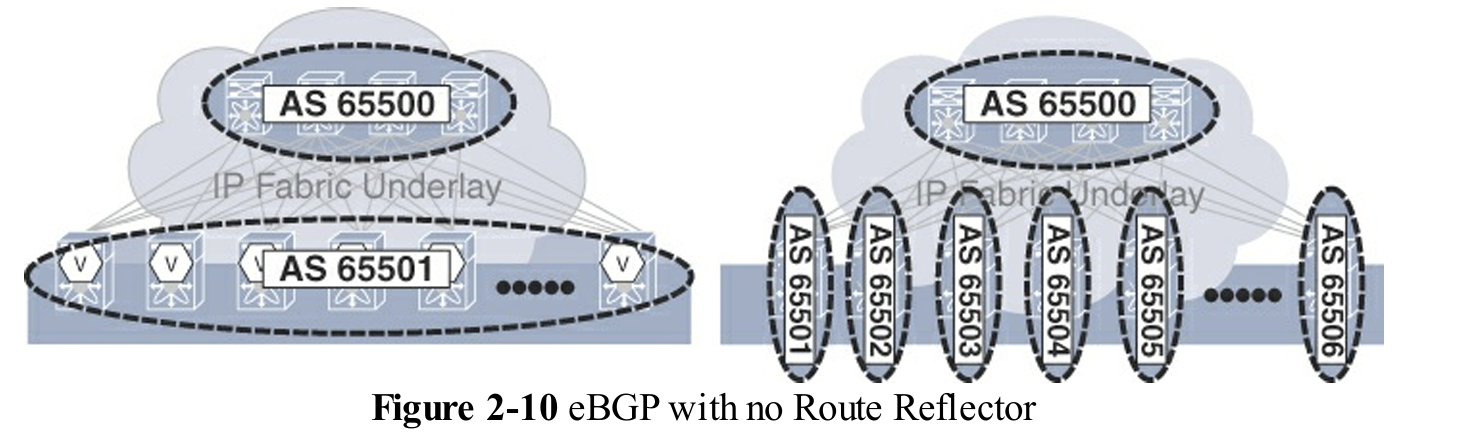 AS 65500
IP Fabric Underlay
V V V AS 65501 V
AS 65500
IP Fabric Underlay
AS 65501
AS 65502
AS 65503
AS 65504
AS 65505
AS 65506
Figure 2-10 eBGP with no Route Reflector